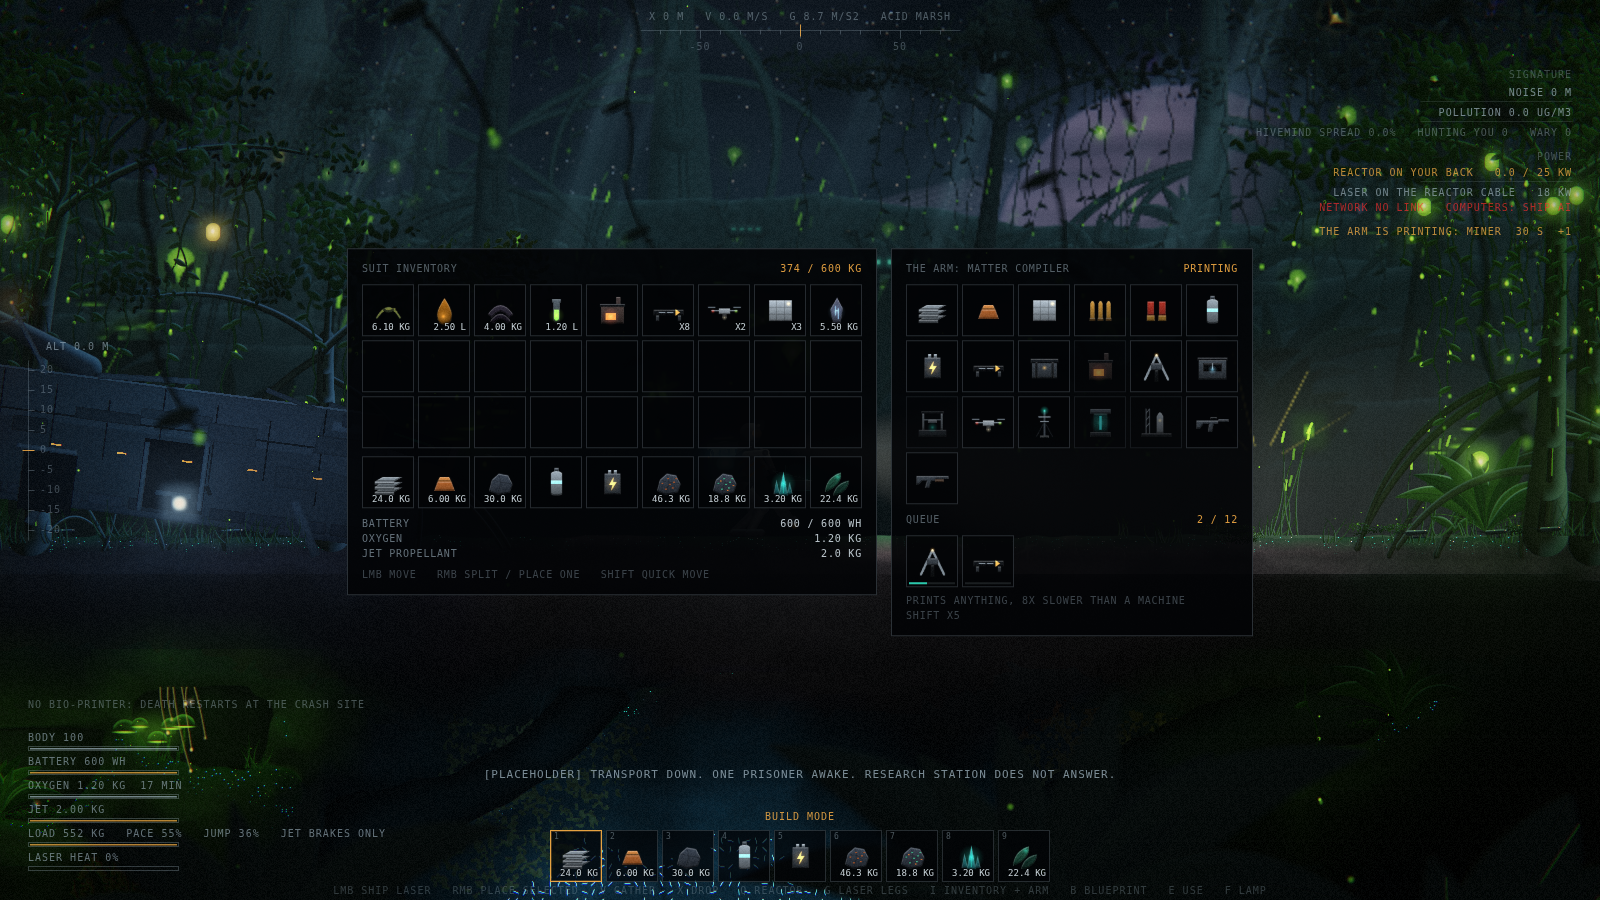 X 0 M   V 0.0 M/S   G 8.7 M/S2   ACID MARSH
-50   0   50
SIGNATURE
NOISE 0 M
POLLUTION 0.0 UG/M3
HIVEMIND SPREAD 0.0%   HUNTING YOU 0   WARY 0
POWER
REACTOR ON YOUR BACK   0.0 / 25 KW
LASER ON THE REACTOR CABLE   18 KW
NETWORK NO LINK   COMPUTERS: SHIP AI
THE ARM IS PRINTING: MINER  30 S  +1
SUIT INVENTORY   374 / 600 KG
6.10 KG   2.50 L   4.00 KG   1.20 L   X8   X2   X3   5.50 KG
24.0 KG   6.00 KG   30.0 KG   46.3 KG   18.8 KG   3.20 KG   22.4 KG
BATTERY   600 / 600 WH
OXYGEN   1.20 KG
JET PROPELLANT   2.0 KG
LMB MOVE   RMB SPLIT / PLACE ONE   SHIFT QUICK MOVE
THE ARM: MATTER COMPILER   PRINTING
QUEUE   2 / 12
PRINTS ANYTHING, 8X SLOWER THAN A MACHINE
SHIFT X5
ALT 0.0 M
20
15
10
5
0
-5
-10
-15
-20
NO BIO-PRINTER: DEATH RESTARTS AT THE CRASH SITE
BODY 100
BATTERY 600 WH
OXYGEN 1.20 KG  17 MIN
JET 2.00 KG
LOAD 552 KG   PACE 55%   JUMP 36%   JET BRAKES ONLY
LASER HEAT 0%
[PLACEHOLDER] TRANSPORT DOWN. ONE PRISONER AWAKE. RESEARCH STATION DOES NOT ANSWER.
BUILD MODE
1   2   3   4   5   6   7   8   9
24.0 KG   6.00 KG   30.0 KG   46.3 KG   18.8 KG   3.20 KG   22.4 KG
LMB SHIP LASER   RMB PLACE SELECTED   GATHER   DROP   REACTOR   G LASER LEGS   I INVENTORY + ARM   B BLUEPRINT   E USE   F LAMP